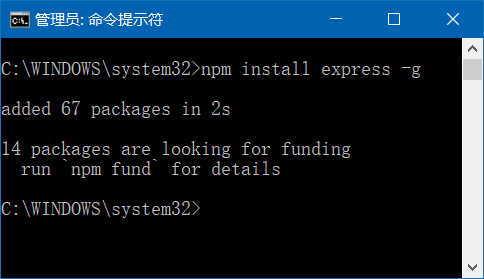 管理员: 命令提示符
C:\WINDOWS\system32>npm install express -g
added 67 packages in 2s
14 packages are looking for funding
  run `npm fund` for details
C:\WINDOWS\system32>